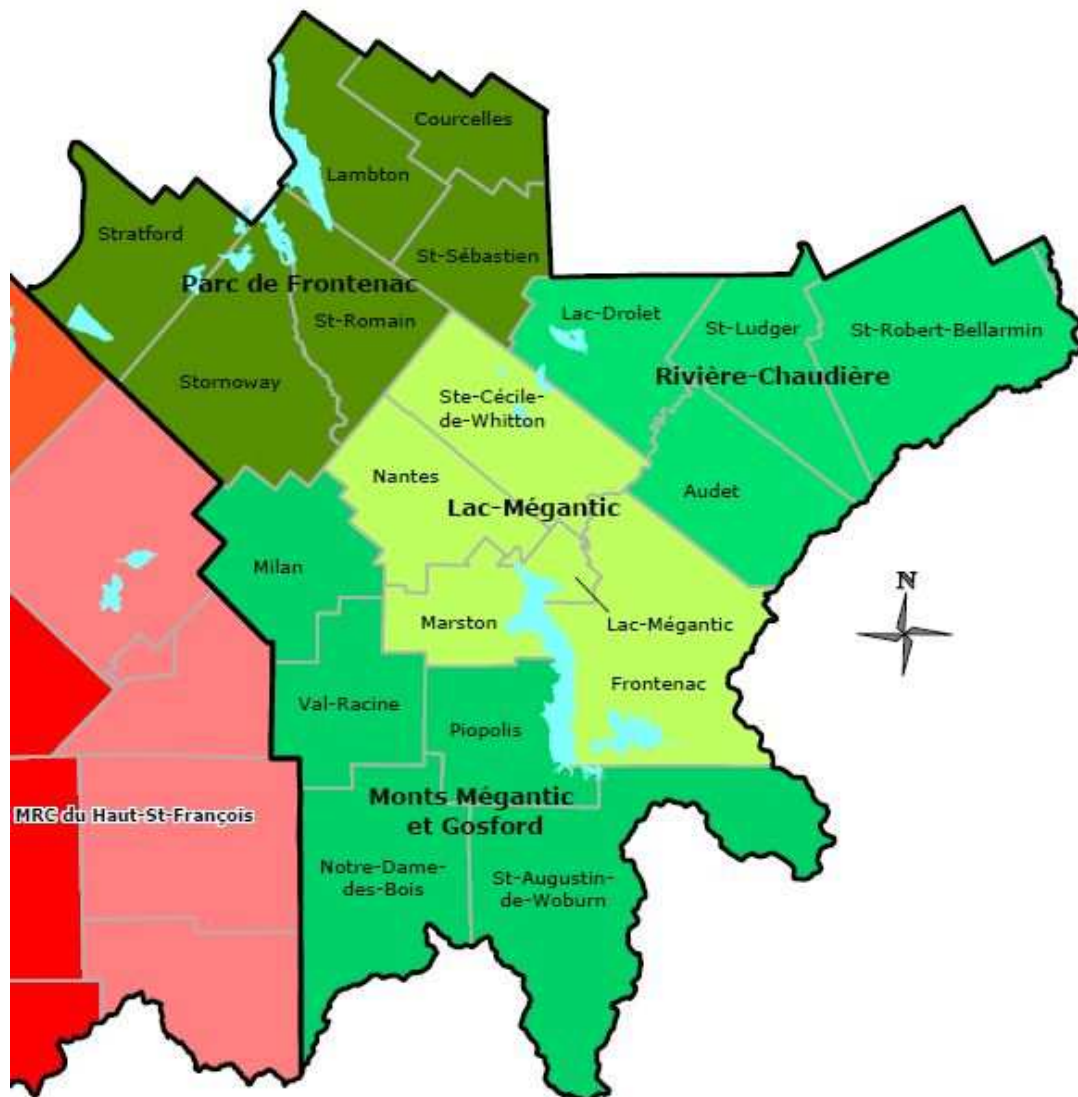 Courcelles
Lambton
Stratford
St-Sébastien
Parc de Frontenac
Lac-Drolet
St-Romain
St-Ludger
St-Robert-Bellarmin
Rivière-Chaudière
Stornoway
Ste-Cécile-
de-Whitton
Nantes
Audet
Lac-Mégantic
Milan
N
Marston
Lac-Mégantic
Frontenac
Val-Racine
Piopolis
Monts Mégantic
et Gosford
MRC du Haut-St-François
Notre-Dame-
des-Bois
St-Augustin-
de-Woburn